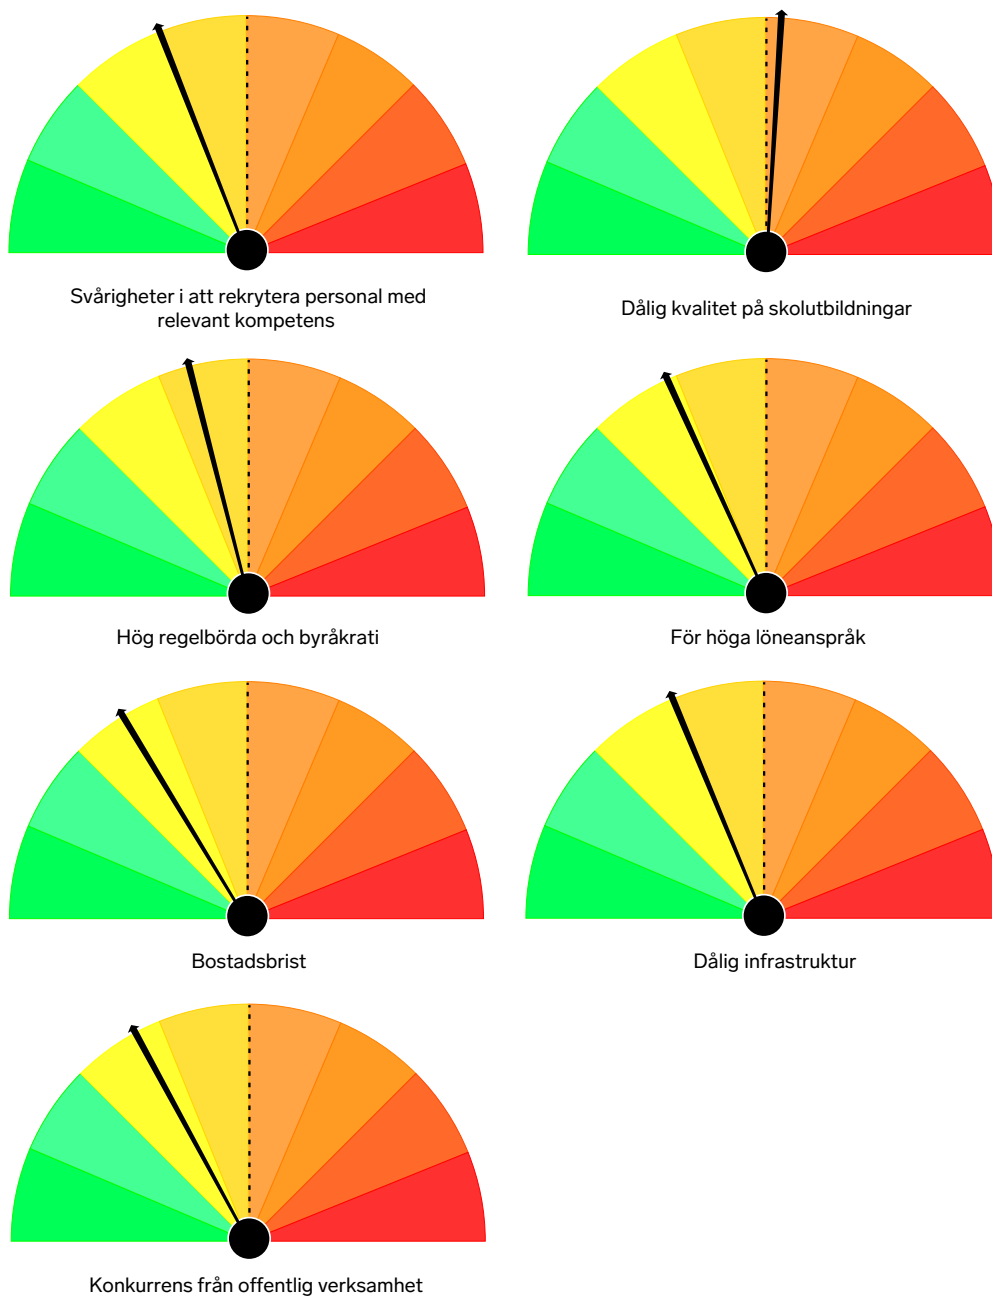 Svårigheter i att rekrytera personal med
relevant kompetens
Dålig kvalitet på skolutbildningar
Hög regelbörda och byråkrati
För höga löneanspråk
Bostadsbrist
Dålig infrastruktur
Konkurrens från offentlig verksamhet